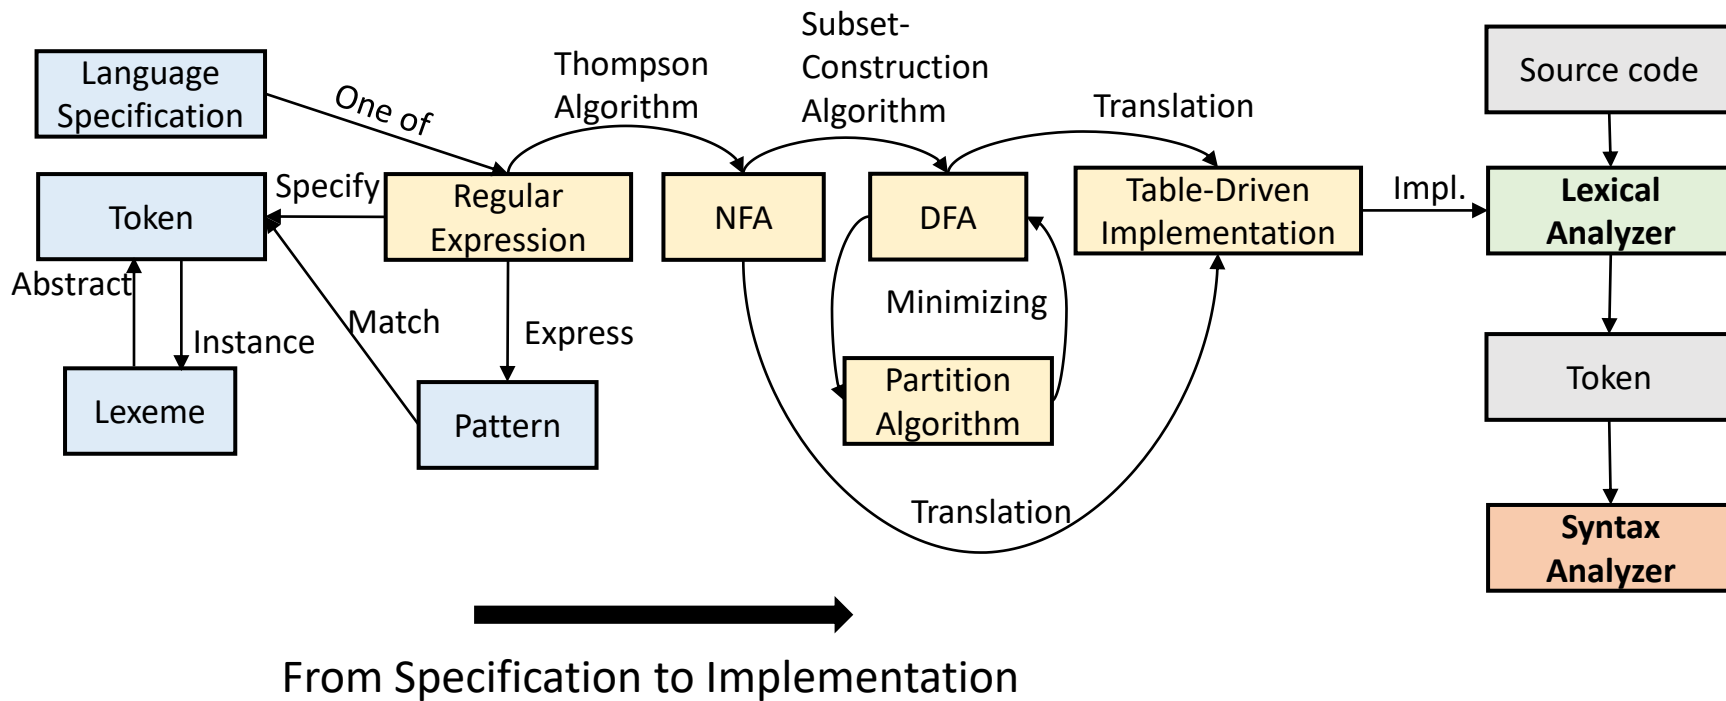 Language
Specification
One of
Thompson
Algorithm
Subset-
Construction
Algorithm
Translation
Source code
Token
Specify
Regular
Expression
NFA
DFA
Table-Driven
Implementation
Impl.
Lexical
Analyzer
Abstract
Instance
Match
Express
Minimizing
Lexeme
Pattern
Partition
Algorithm
Token
Translation
Syntax
Analyzer
From Specification to Implementation